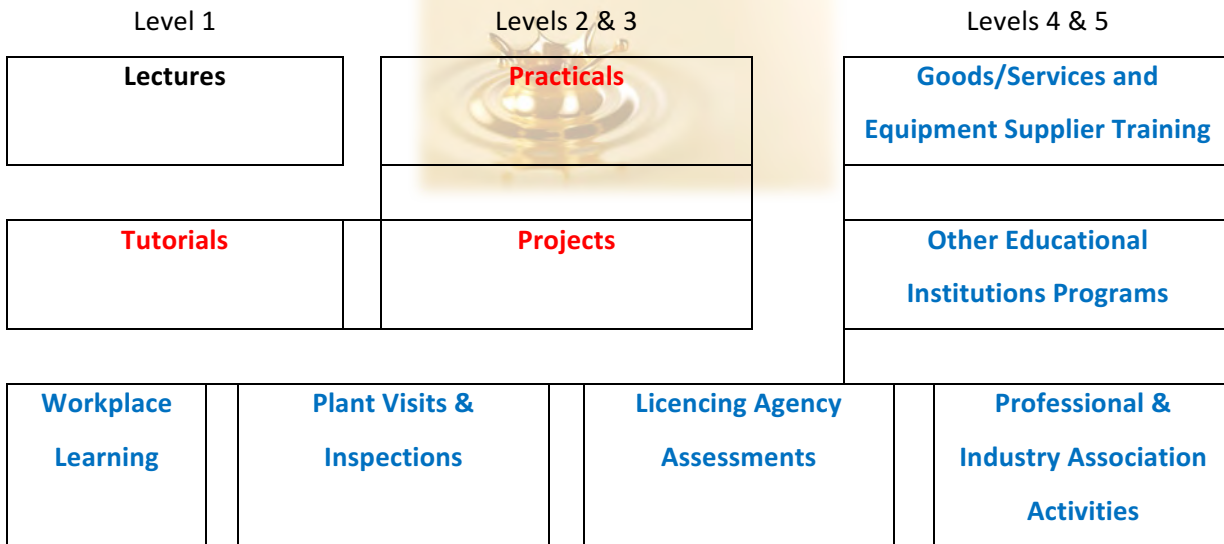 Level 1
Levels 2 & 3
Levels 4 & 5
Lectures
Practicals
Goods/Services and
Equipment Supplier Training
Tutorials
Projects
Other Educational
Institutions Programs
Workplace
Learning
Plant Visits &
Inspections
Licencing Agency
Assessments
Professional &
Industry Association
Activities